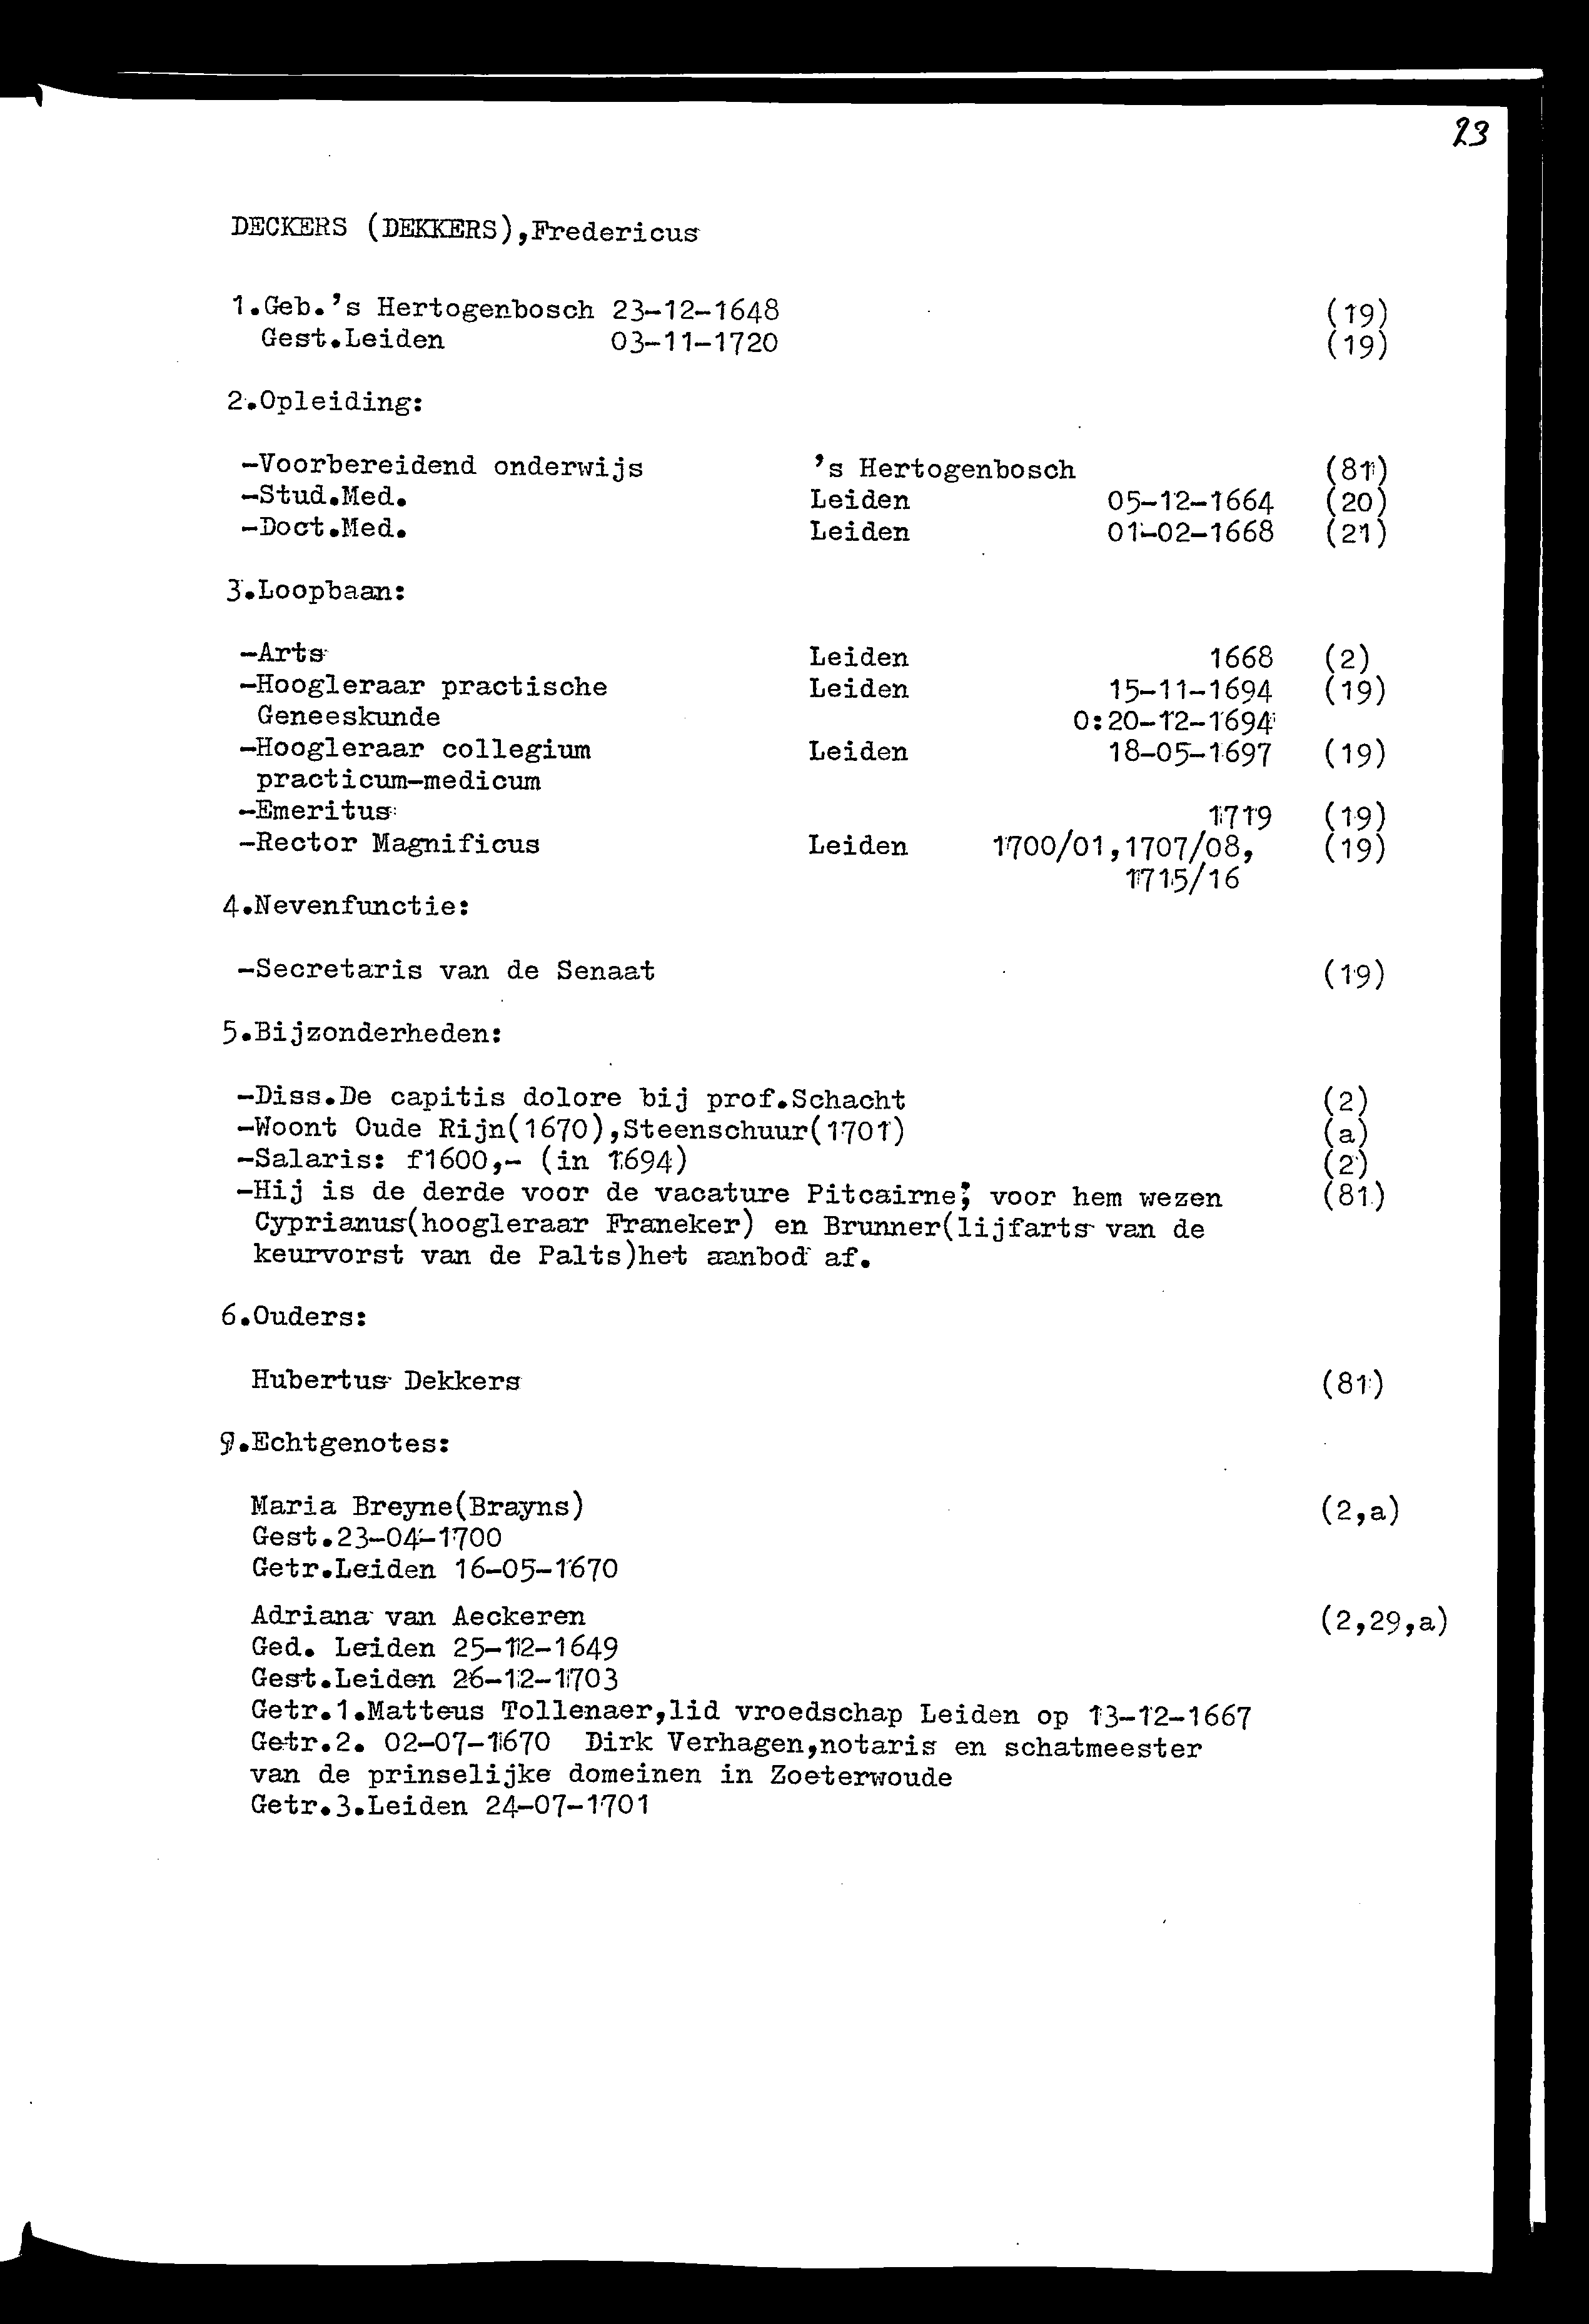 23
DECKERS (DEKKERS),Fredericus
1.Geb.'s Hertogenbosch 23-12-1648 (19)
Gest.Leiden 03-11-1720 (19)
2.Opleiding:
-Voorbereidend onderwijs 's Hertogenbosch (81)
-Stud.Med. Leiden 05-12-1664 (20)
-Doct.Med. Leiden 01-02-1668 (21)
3.Loopbaan:
-Arts Leiden 1668 (2)
-Hoogleraar practische Leiden 15-11-1694 (19)
Geneeskunde 0:20-12-1694
-Hoogleraar collegium Leiden 18-05-1697 (19)
practicum-medicum
-Emeritus 1719 (19)
-Rector Magnificus Leiden 1700/01,1707/08, (19)
1715/16
4.Nevenfunctie:
-Secretaris van de Senaat (19)
5.Bijzonderheden:
-Diss.De capitis dolore bij prof.Schacht (2)
-Woont Oude Rijn(1670),Steenschuur(1701) (a)
-Salaris: f1600,- (in 1694) (2)
-Hij is de derde voor de vacature Pitcairne; voor hem wezen (81)
Cyprianus(hoogleraar Franeker) en Brunner(lijfarts van de
keurvorst van de Palts)het aanbod af.
6.Ouders:
Hubertus Dekkers (81)
9.Echtgenotes:
Maria Breyne(Brayns) (2,a)
Gest.23-04-1700
Getr.Leiden 16-05-1670
Adriana van Aeckeren (2,29,a)
Ged. Leiden 25-12-1649
Gest.Leiden 26-12-1703
Getr.1.Matteus Tollenaer,lid vroedschap Leiden op 13-12-1667
Getr.2. 02-07-1670 Dirk Verhagen,notaris en schatmeester
van de prinselijke domeinen in Zoeterwoude
Getr.3.Leiden 24-07-1701